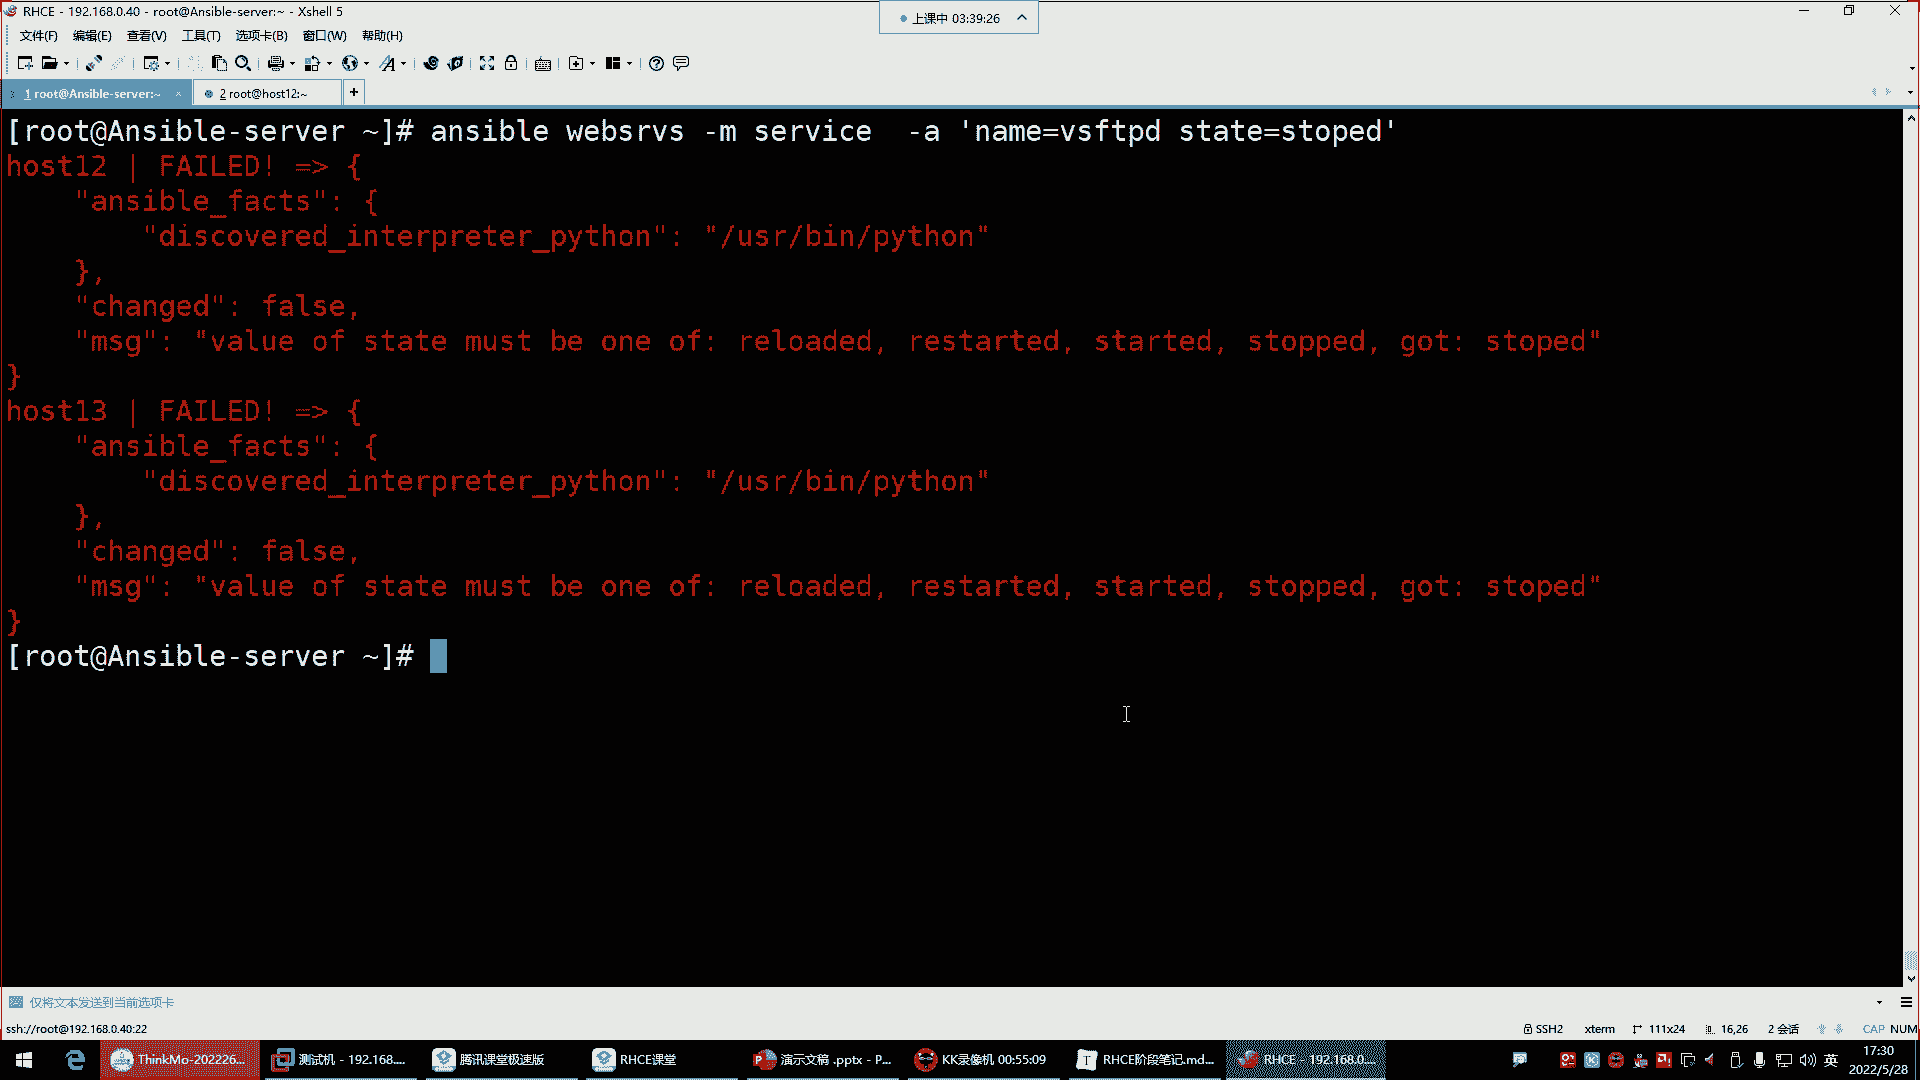 RHCE - 192.168.0.40 - root@Ansible-server:~ - Xshell 5
上课中 03:39:26
文件(F) 编辑(E) 查看(V) 工具(T) 选项卡(B) 窗口(W) 帮助(H)
1 root@Ansible-server:~ × 2 root@host12:~ +
[root@Ansible-server ~]# ansible websrvs -m service  -a 'name=vsftpd state=stoped'
host12 | FAILED! => {
    "ansible_facts": {
        "discovered_interpreter_python": "/usr/bin/python"
    },
    "changed": false,
    "msg": "value of state must be one of: reloaded, restarted, started, stopped, got: stoped"
}
host13 | FAILED! => {
    "ansible_facts": {
        "discovered_interpreter_python": "/usr/bin/python"
    },
    "changed": false,
    "msg": "value of state must be one of: reloaded, restarted, started, stopped, got: stoped"
}
[root@Ansible-server ~]#
仅将文本发送到当前选项卡
ssh://root@192.168.0.40:22 SSH2 xterm 111x24 16,26 2 会话 CAP NUM
ThinkMo-202226... 测试机 - 192.168.... 腾讯课堂极速版 RHCE课堂 演示文稿 .pptx - P... KK录像机 00:55:09 RHCE阶段笔记.md... RHCE - 192.168.0.... 英 17:30
2022/5/28